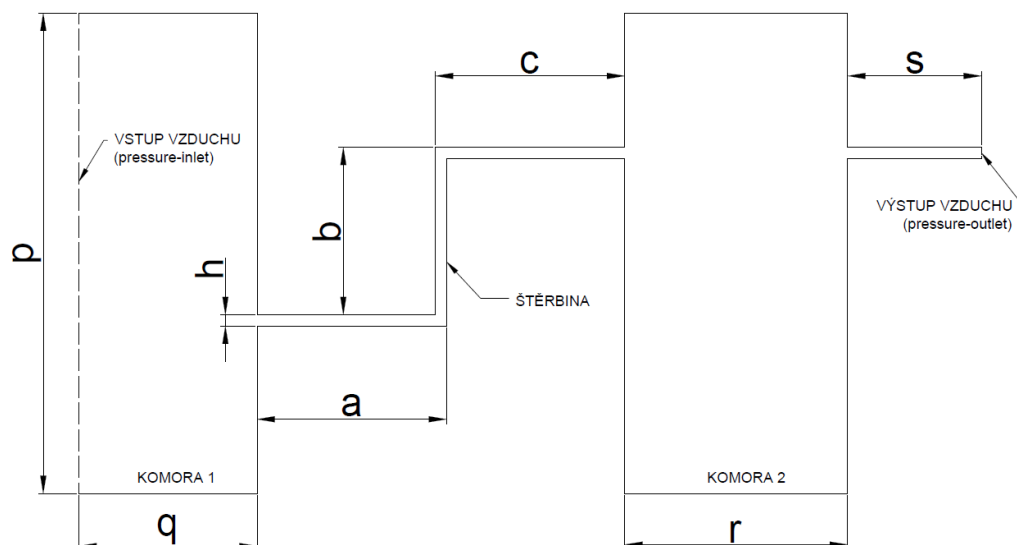 c
s
VSTUP VZDUCHU
(pressure-inlet)
VÝSTUP VZDUCHU
(pressure-outlet)
b
p
h
ŠTĚRBINA
a
KOMORA 1
KOMORA 2
q
r